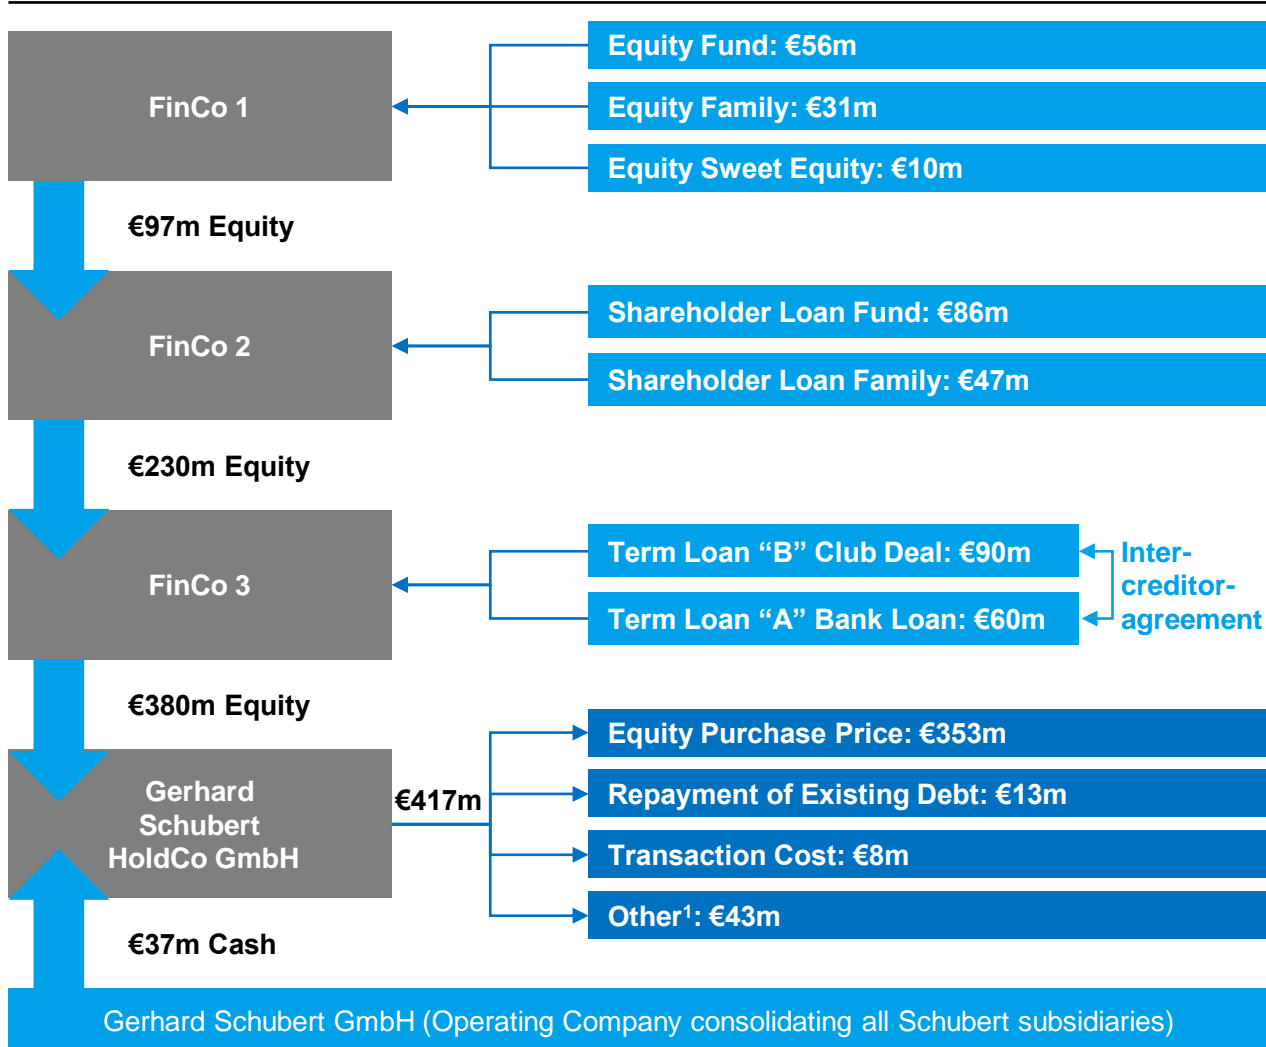 FinCo 1
Equity Fund: €56m
Equity Family: €31m
Equity Sweet Equity: €10m
€97m Equity
FinCo 2
Shareholder Loan Fund: €86m
Shareholder Loan Family: €47m
€230m Equity
FinCo 3
Term Loan “B” Club Deal: €90m
Term Loan “A” Bank Loan: €60m
Inter-
creditor-
agreement
€380m Equity
Gerhard
Schubert
HoldCo GmbH
€417m
Equity Purchase Price: €353m
Repayment of Existing Debt: €13m
Transaction Cost: €8m
Other¹: €43m
€37m Cash
Gerhard Schubert GmbH (Operating Company consolidating all Schubert subsidiaries)